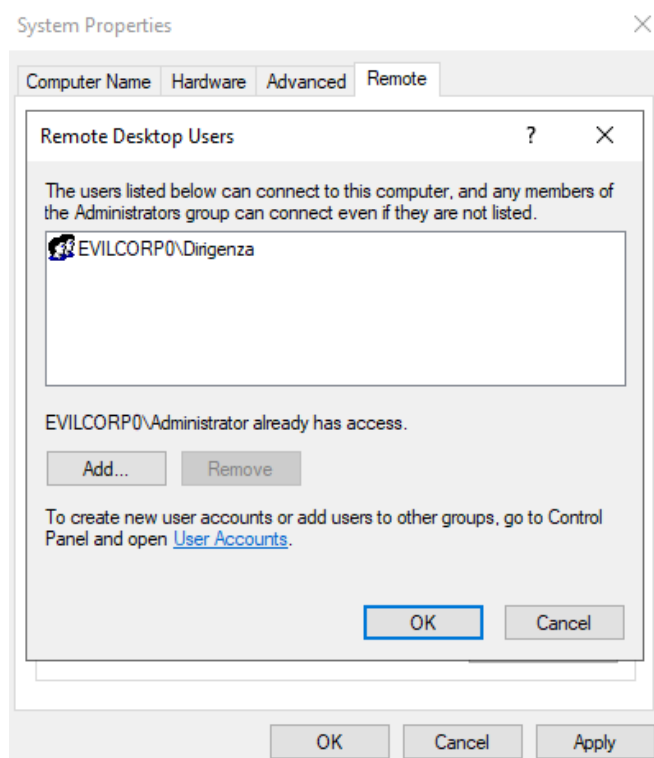 System Properties
Computer Name Hardware Advanced Remote
Remote Desktop Users ?
The users listed below can connect to this computer, and any members of
the Administrators group can connect even if they are not listed.
EVILCORP0\Dirigenza
EVILCORP0\Administrator already has access.
Add... Remove
To create new user accounts or add users to other groups, go to Control
Panel and open User Accounts.
OK Cancel
OK Cancel Apply